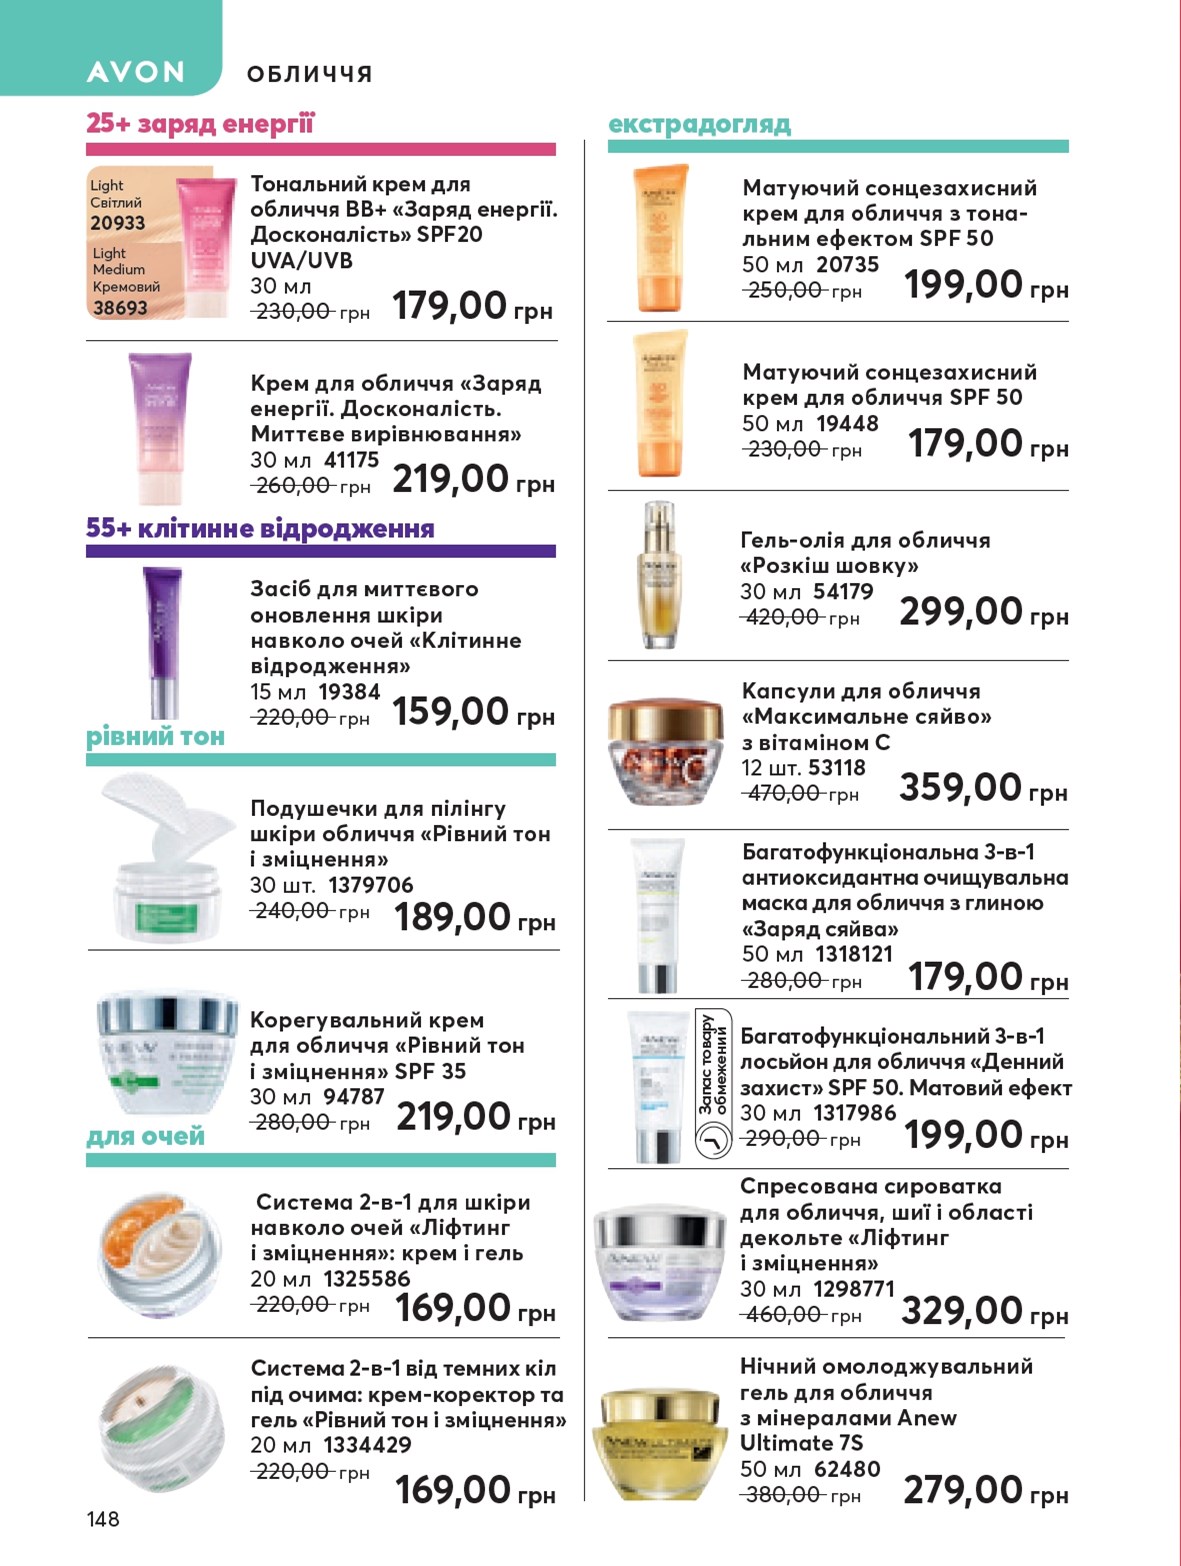 AVON
ОБЛИЧЧЯ
25+ заряд енергії
Light
Світлий
20933
Light
Medium
Кремовий
38693
Тональний крем для
обличчя BB+ «Заряд енергії.
Досконалість» SPF20
UVA/UVB
30 мл
230,00 грн 179,00 грн
Крем для обличчя «Заряд
енергії. Досконалість.
Миттєве вирівнювання»
30 мл 41175
260,00 грн 219,00 грн
55+ клітинне відродження
Засіб для миттєвого
оновлення шкіри
навколо очей «Клітинне
відродження»
15 мл 19384
220,00 грн 159,00 грн
рівний тон
Подушечки для пілінгу
шкіри обличчя «Рівний тон
і зміцнення»
30 шт. 1379706
240,00 грн 189,00 грн
ANEW
Корегувальний крем
для обличчя «Рівний тон
і зміцнення» SPF 35
30 мл 94787
280,00 грн 219,00 грн
для очей
Система 2-в-1 для шкіри
навколо очей «Ліфтинг
і зміцнення»: крем і гель
20 мл 1325586
220,00 грн 169,00 грн
Система 2-в-1 від темних кіл
під очима: крем-коректор та
гель «Рівний тон і зміцнення»
20 мл 1334429
220,00 грн
169,00 грн
148
екстрадогляд
ANEW
Матуючий сонцезахисний
крем для обличчя з тона-
льним ефектом SPF 50
50 мл 20735
250,00 грн 199,00 грн
ANEW
Матуючий сонцезахисний
крем для обличчя SPF 50
50 мл 19448
230,00 грн 179,00 грн
Гель-олія для обличчя
«Розкіш шовку»
30 мл 54179
420,00 грн 299,00 грн
Капсули для обличчя
«Максимальне сяйво»
з вітаміном C
12 шт. 53118
470,00 грн 359,00 грн
ANEW
Багатофункціональна 3-в-1
антиоксидантна очищувальна
маска для обличчя з глиною
«Заряд сяйва»
50 мл 1318121
280,00 грн 179,00 грн
ANEW
Запас товару
обмежений
Багатофункціональний 3-в-1
лосьйон для обличчя «Денний
захист» SPF 50. Матовий ефект
30 мл 1317986
290,00 грн 199,00 грн
ANEW
Спресована сироватка
для обличчя, шиї і області
декольте «Ліфтинг
і зміцнення»
30 мл 1298771
460,00 грн 329,00 грн
ANEW ULTIMATE
Нічний омолоджувальний
гель для обличчя
з мінералами Anew
Ultimate 7S
50 мл 62480
380,00 грн 279,00 грн